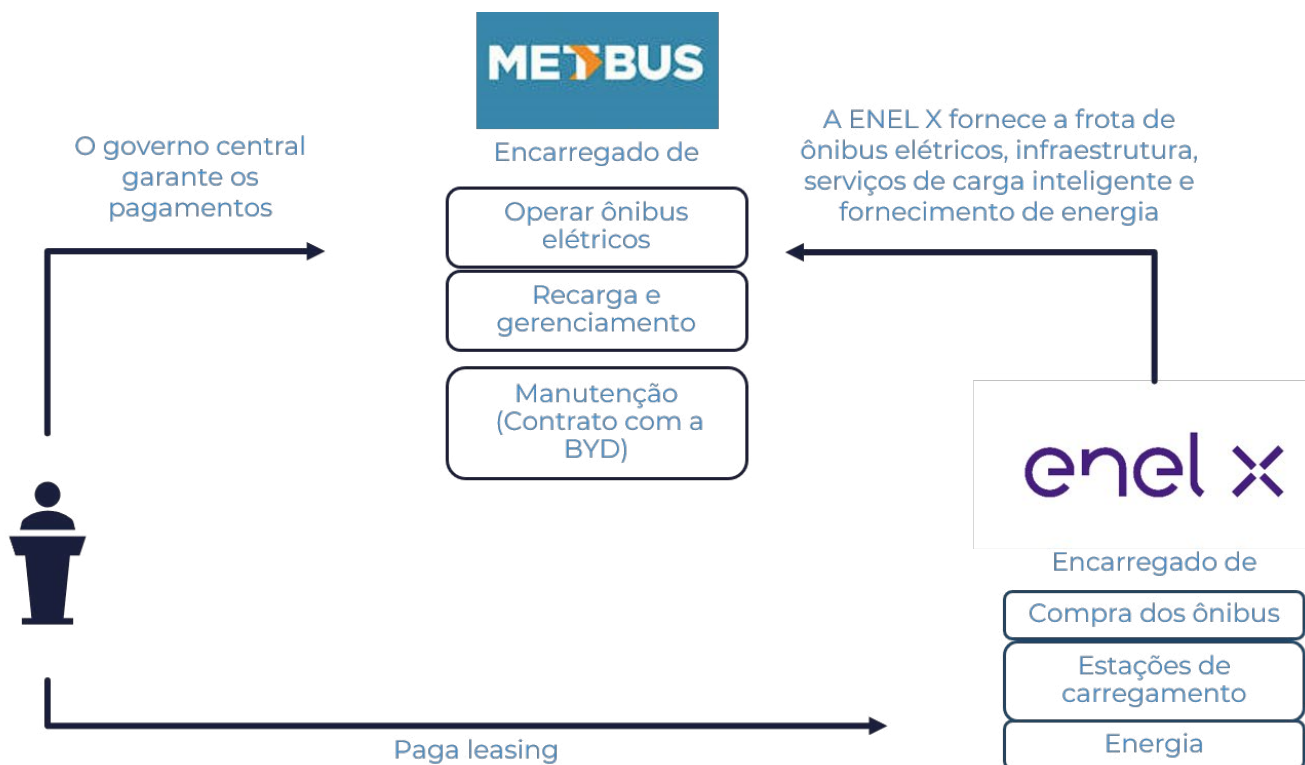 METBUS
Encarregado de
Operar ônibus
elétricos
Recarga e
gerenciamento
Manutenção
(Contrato com a
BYD)
O governo central
garante os
pagamentos
A ENEL X fornece a frota de
ônibus elétricos, infraestrutura,
serviços de carga inteligente e
fornecimento de energia
enel x
Encarregado de
Compra dos ônibus
Estações de
carregamento
Energia
Paga leasing